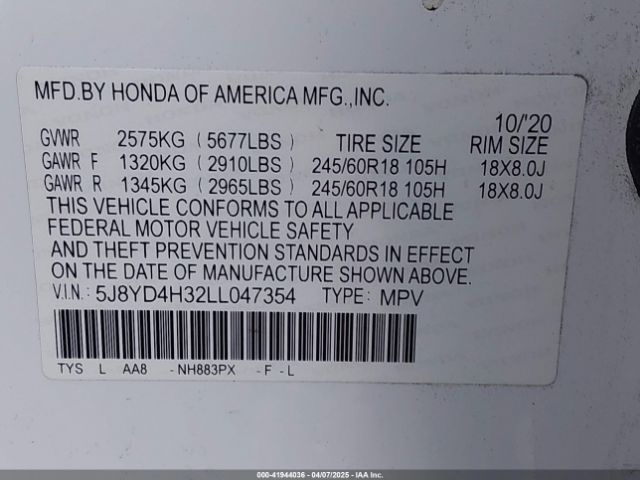 MFD.BY HONDA OF AMERICA MFG.,INC.
10/'20
GVWR 2575KG (5677LBS) TIRE SIZE RIM SIZE
GAWR F 1320KG (2910LBS) 245/60R18 105H 18X8.0J
GAWR R 1345KG (2965LBS) 245/60R18 105H 18X8.0J
THIS VEHICLE CONFORMS TO ALL APPLICABLE
FEDERAL MOTOR VEHICLE SAFETY
AND THEFT PREVENTION STANDARDS IN EFFECT
ON THE DATE OF MANUFACTURE SHOWN ABOVE.
V.I.N.: 5J8YD4H32LL047354 TYPE: MPV
TYS L AA8 -NH883PX -F-L
000-41944036 - 04/07/2025 - IAA Inc.